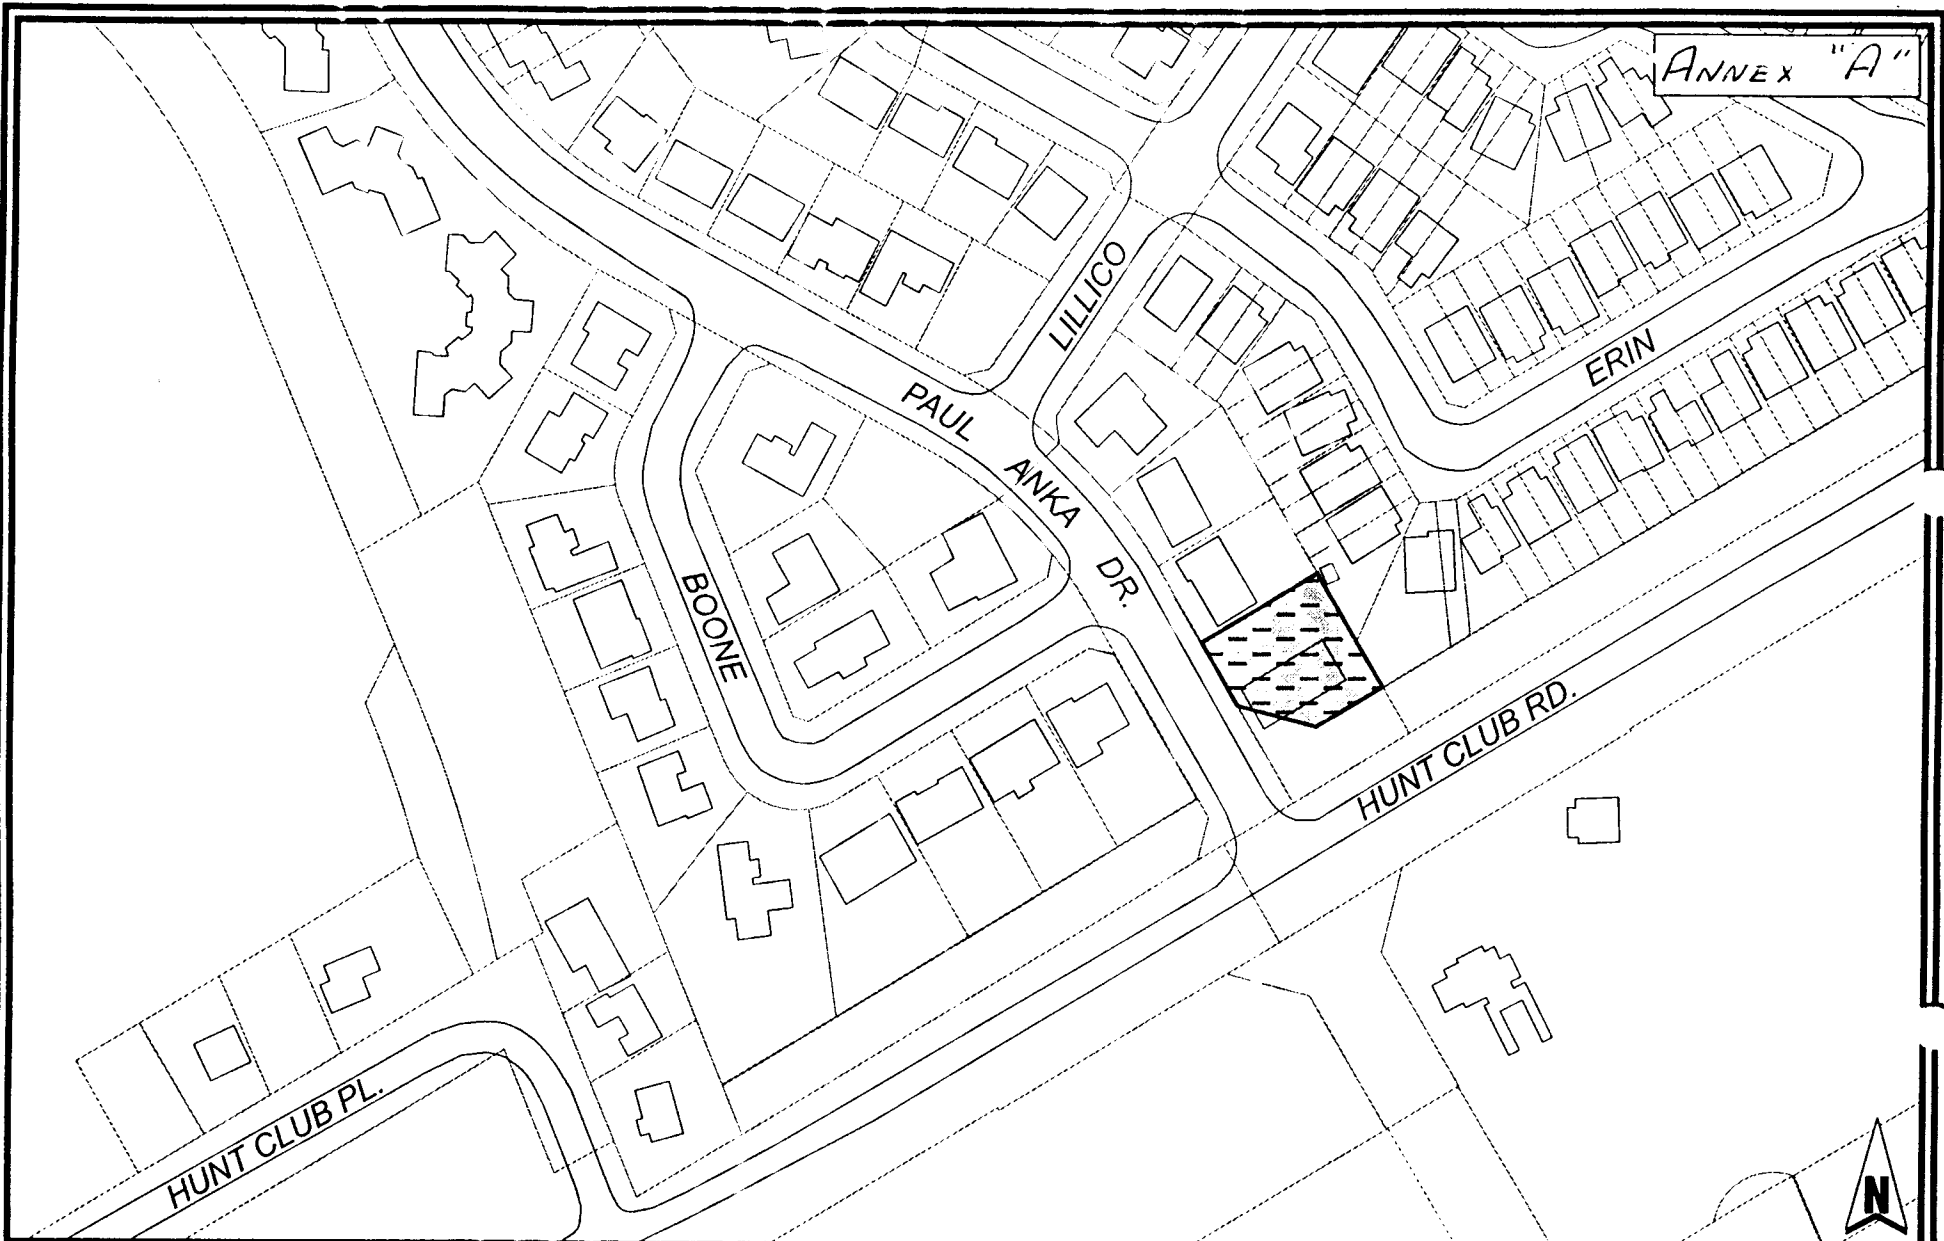 ANNEX "A"
LILLICO
PAUL ANKA DR.
ERIN
BOONE
HUNT CLUB RD.
HUNT CLUB PL.
N